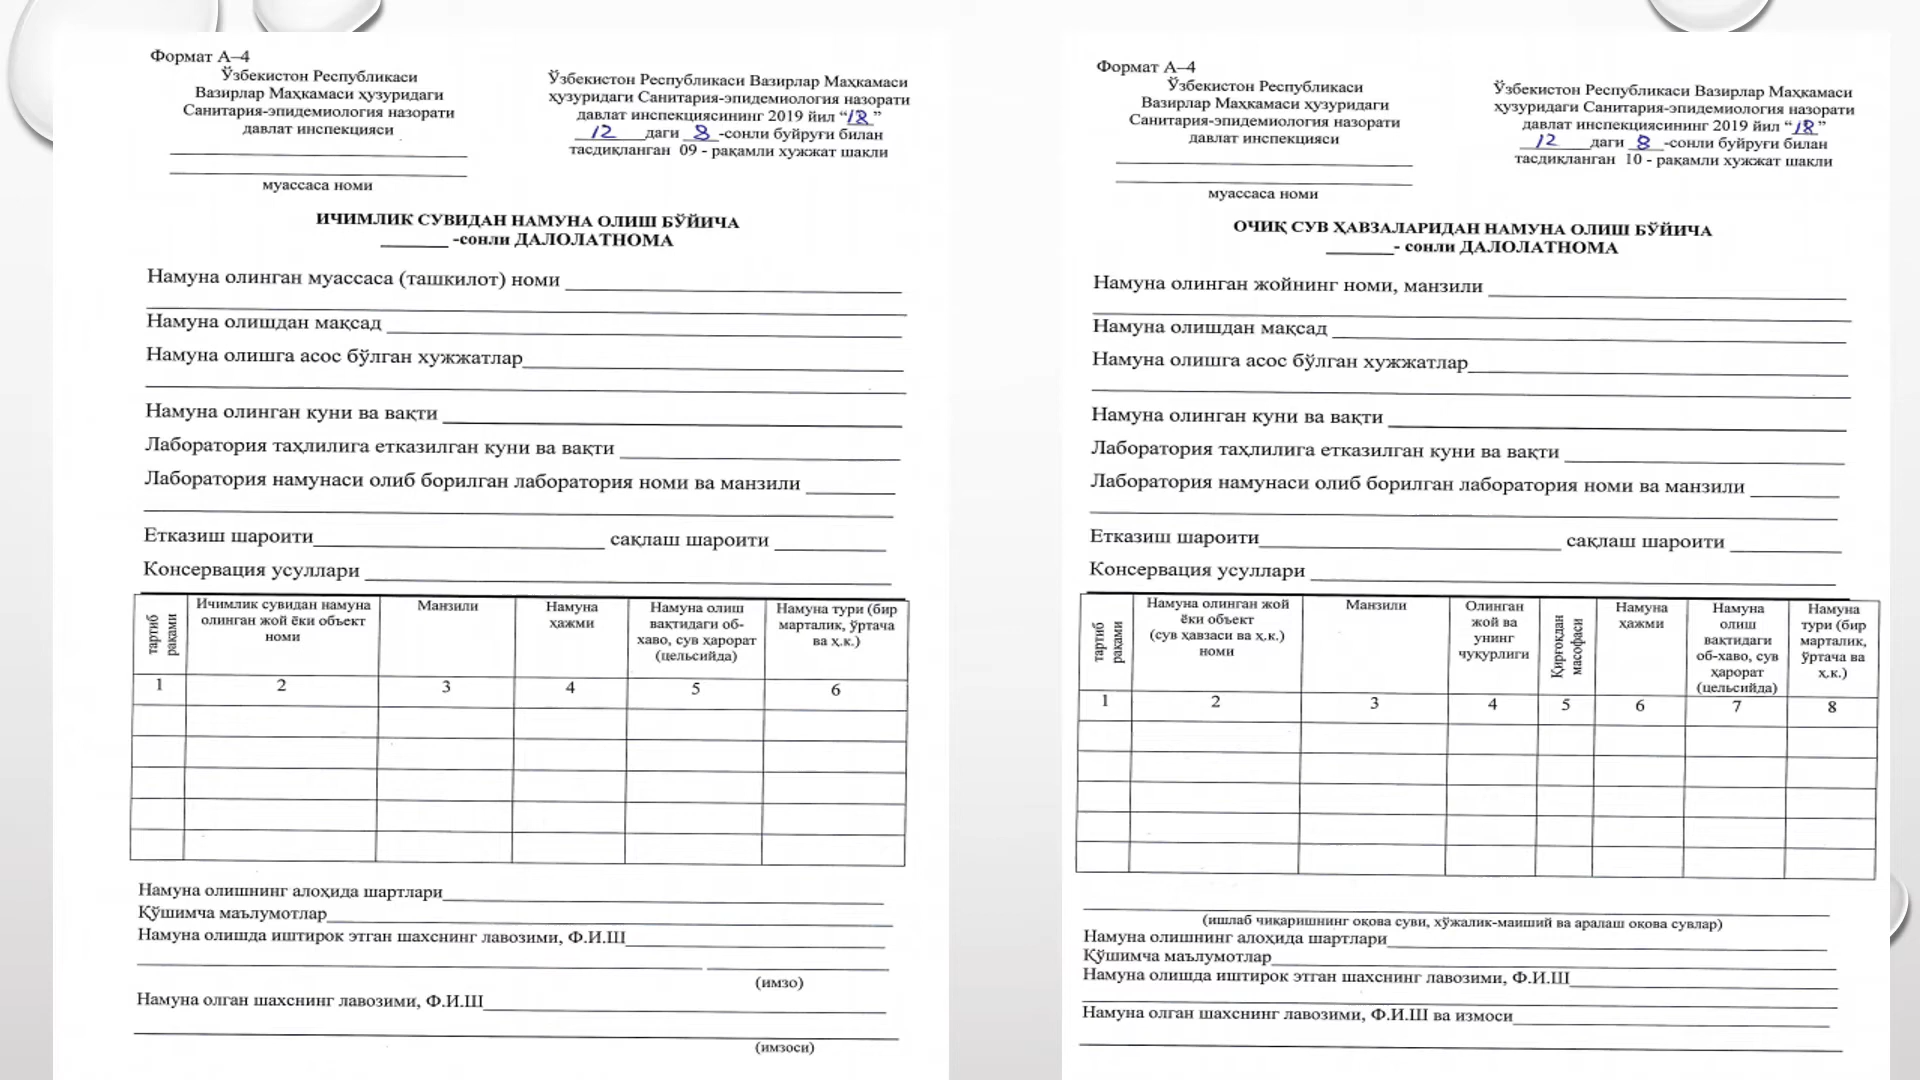 Формат А–4
Ўзбекистон Республикаси
Вазирлар Маҳкамаси ҳузуридаги
Санитария-эпидемиология назорати
давлат инспекцияси
муассаса номи
Ўзбекистон Республикаси Вазирлар Маҳкамаси
ҳузуридаги Санитария-эпидемиология назорати
давлат инспекциясининг 2019 йил “18”
12 даги 8 -сонли буйруғи билан
тасдиқланган 09 - рақамли хужжат шакли
ИЧИМЛИК СУВИДАН НАМУНА ОЛИШ БЎЙИЧА
_______ -сонли ДАЛОЛАТНОМА
Намуна олинган муассаса (ташкилот) номи
Намуна олишдан мақсад
Намуна олишга асос бўлган хужжатлар
Намуна олинган куни ва вақти
Лаборатория таҳлилига етказилган куни ва вақти
Лаборатория намунаси олиб борилган лаборатория номи ва манзили
Етказиш шароити____ сақлаш шароити
Консервация усуллари
тартиб рақами
Ичимлик сувидан намуна
олинган жой ёки объект
номи
Манзили
Намуна
ҳажми
Намуна олиш
вақтидаги об-
хаво, сув ҳарорат
(цельсийда)
Намуна тури (бир
марталик, ўртача
ва ҳ.к.)
1 2 3 4 5 6
Намуна олишнинг алоҳида шартлари
Қўшимча маълумотлар
Намуна олишда иштирок этган шахснинг лавозими, Ф.И.Ш
(имзо)
Намуна олган шахснинг лавозими, Ф.И.Ш
(имзоси)
Формат А–4
Ўзбекистон Республикаси
Вазирлар Маҳкамаси ҳузуридаги
Санитария-эпидемиология назорати
давлат инспекцияси
муассаса номи
Ўзбекистон Республикаси Вазирлар Маҳкамаси
ҳузуридаги Санитария-эпидемиология назорати
давлат инспекциясининг 2019 йил “18”
12 даги 8 -сонли буйруғи билан
тасдиқланган 10 - рақамли хужжат шакли
ОЧИҚ СУВ ҲАВЗАЛАРИДАН НАМУНА ОЛИШ БЎЙИЧА
_______- сонли ДАЛОЛАТНОМА
Намуна олинган жойнинг номи, манзили
Намуна олишдан мақсад
Намуна олишга асос бўлган хужжатлар
Намуна олинган куни ва вақти
Лаборатория таҳлилига етказилган куни ва вақти
Лаборатория намунаси олиб борилган лаборатория номи ва манзили
Етказиш шароити____ сақлаш шароити
Консервация усуллари
тартиб рақами
Намуна олинган жой
ёки объект
(сув ҳавзаси ва ҳ.к.)
номи
Манзили
Олинган
жой ва
унинг
чуқурлиги
Қирғоқдан масофаси
Намуна
ҳажми
Намуна
олиш
вақтидаги
об-хаво, сув
ҳарорат
(цельсийда)
Намуна
тури (бир
марталик,
ўртача ва
ҳ.к.)
1 2 3 4 5 6 7 8
(ишлаб чиқаришнинг оқова суви, хўжалик-маиший ва аралаш оқова сувлар)
Намуна олишнинг алоҳида шартлари
Қўшимча маълумотлар
Намуна олишда иштирок этган шахснинг лавозими, Ф.И.Ш
Намуна олган шахснинг лавозими, Ф.И.Ш ва измоси